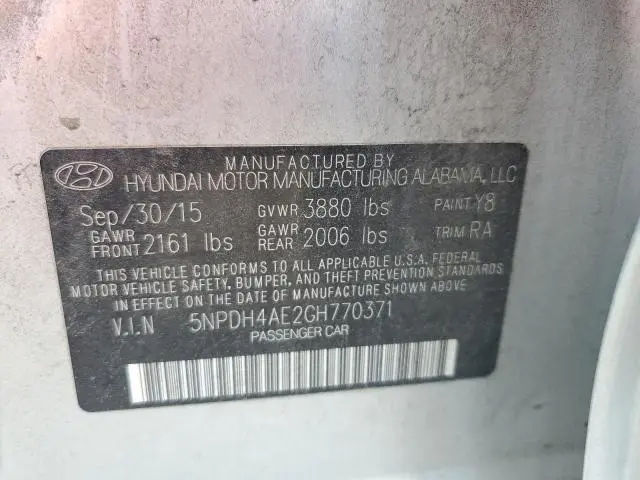 MANUFACTURED BY
HYUNDAI MOTOR MANUFACTURING ALABAMA, LLC
Sep/30/15 GVWR 3880 lbs PAINT Y8
GAWR FRONT 2161 lbs GAWR REAR 2006 lbs TRIM RA
THIS VEHICLE CONFORMS TO ALL APPLICABLE U.S.A. FEDERAL
MOTOR VEHICLE SAFETY, BUMPER, AND THEFT PREVENTION STANDARDS
IN EFFECT ON THE DATE OF MANUFACTURE SHOWN ABOVE.
V.I.N 5NPDH4AE2GH770371
PASSENGER CAR